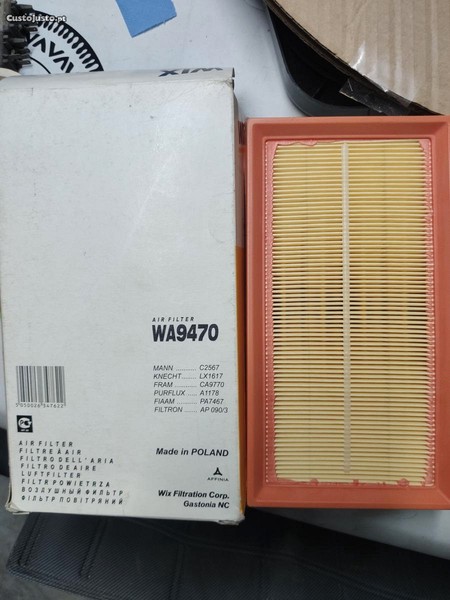 CustoJusto.pt
WIX
AIR FILTER
WA9470
MANN .......... C2567
KNECHT....... LX1617
FRAM ........... CA9770
PURFLUX ..... A1178
FIAAM .......... PA7467
FILTRON ....... AP 090/3
Made in POLAND
AFFINIA
Wix Filtration Corp.
Gastonia NC
AIR FILTER
FILTRE À AIR
FILTRO DELL'ARIA
FILTRO DE AIRE
LUFTFILTER
FILTR POWIETRZA
ВОЗДУШНЫЙ ФИЛЬТР
ФІЛЬТР ПОВІТРЯНИЙ